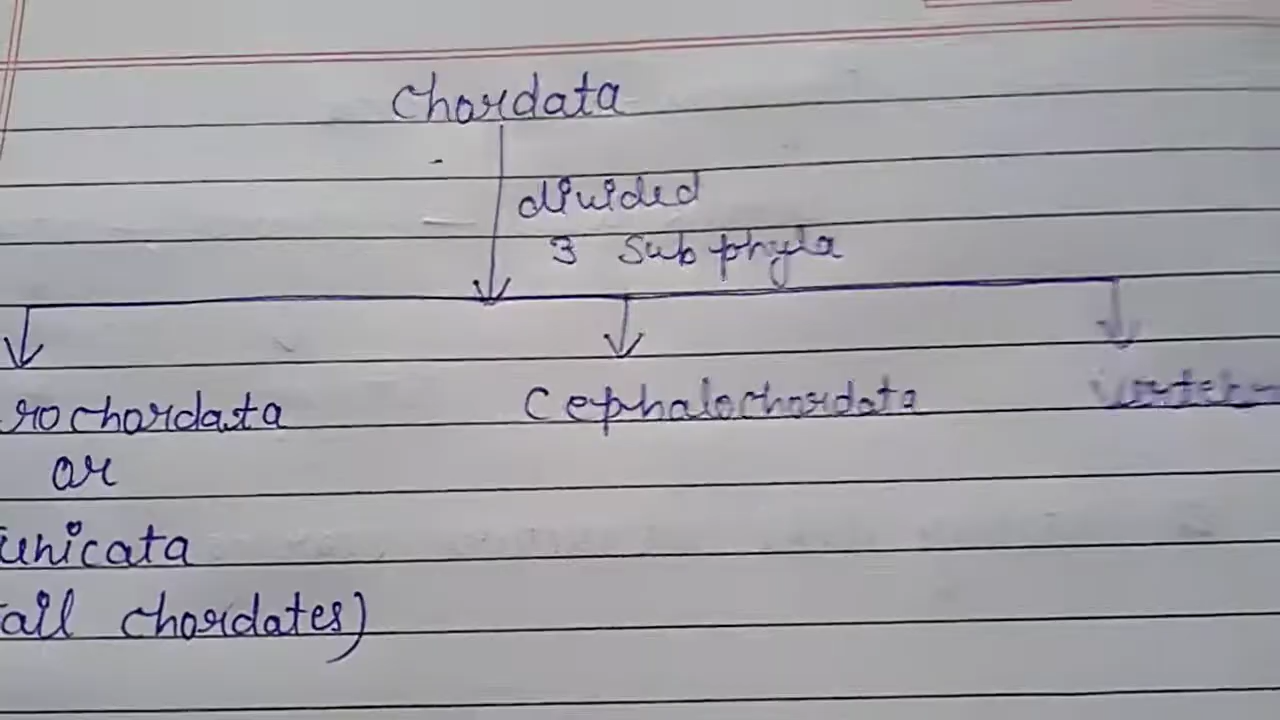 Chordata
divided
3 Sub phyla
rochordata Cephalochordata
or
unicata
ail chordates)